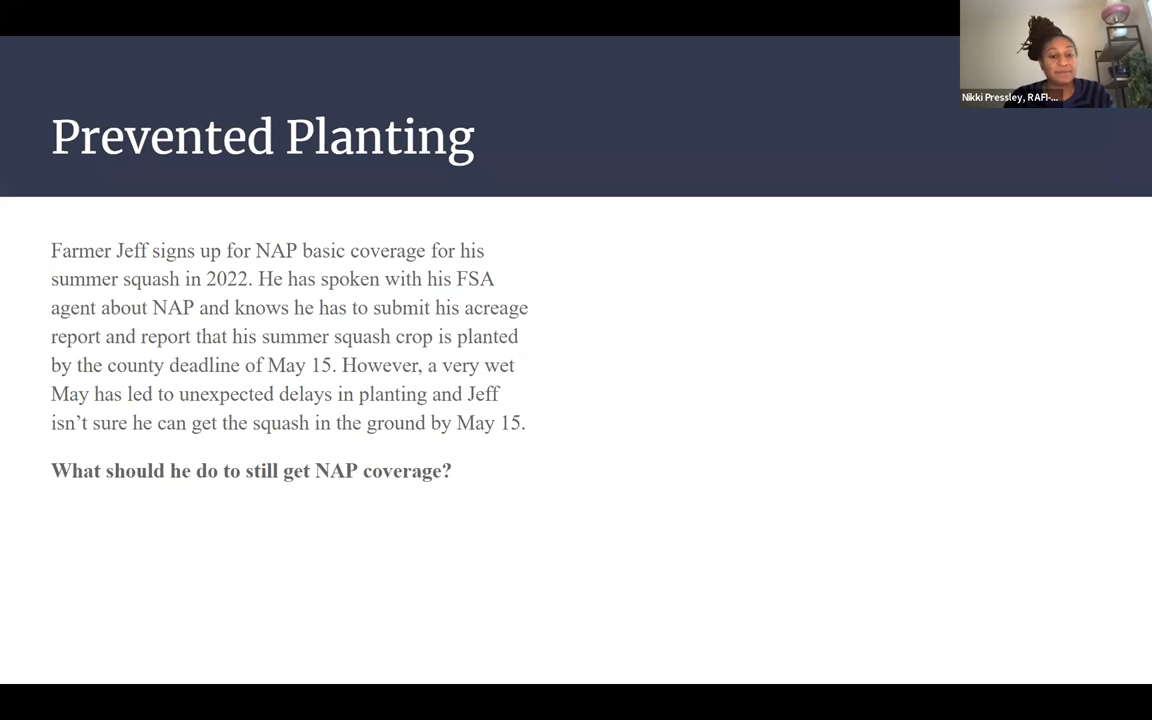 Nikki Pressley, RAFI-...
Prevented Planting
Farmer Jeff signs up for NAP basic coverage for his
summer squash in 2022. He has spoken with his FSA
agent about NAP and knows he has to submit his acreage
report and report that his summer squash crop is planted
by the county deadline of May 15. However, a very wet
May has led to unexpected delays in planting and Jeff
isn’t sure he can get the squash in the ground by May 15.
What should he do to still get NAP coverage?